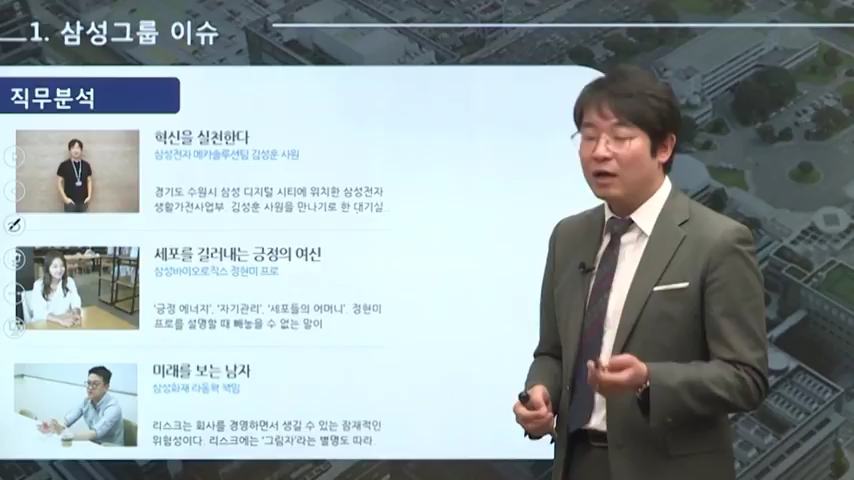 1. 삼성그룹 이슈
직무분석
혁신을 실천한다
삼성전자 메카솔루션팀 김성훈 사원
경기도 수원시 삼성 디지털 시티에 위치한 삼성전자
생활가전사업부. 김성훈 사원을 만나기로 한 대기실
세포를 길러내는 긍정의 여신
삼성바이오로직스 정현미 프로
'긍정 에너지', '자기관리', '세포들의 어머니'. 정현미
프로를 설명할 때 빼놓을 수 없는 말이
미래를 보는 남자
삼성화재 책임
리스크는 회사를 경영하면서 생길 수 있는 잠재적인
위험성이다. 리스크에는 '그림자'라는 별명도 따라